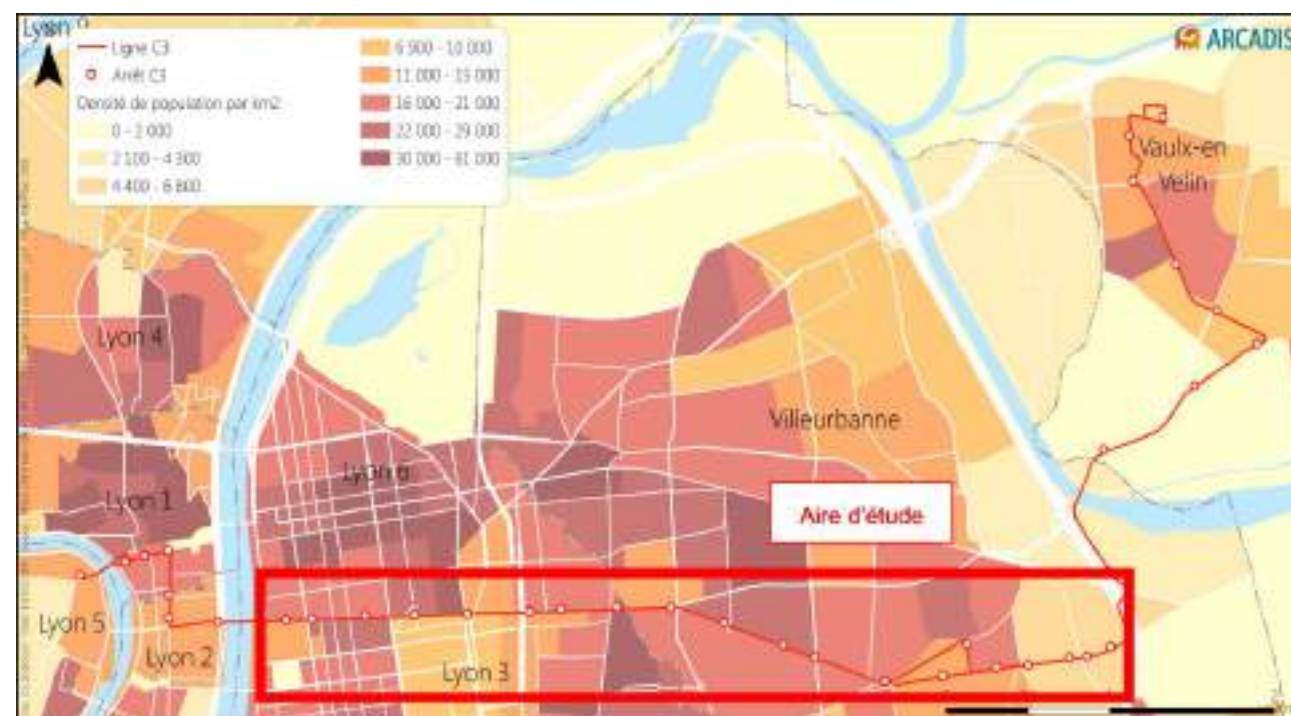 Lyon 9
Ligne C3
Arrêt C3
Densité de population par km2
0 - 2 000
2 100 - 4 300
4 400 - 6 800
6 900 - 10 000
11 000 - 15 000
16 000 - 21 000
22 000 - 29 000
30 000 - 81 000
ARCADIS
Vaulx-en
Velin
Lyon 4
Villeurbanne
Lyon 6
Lyon 1
Aire d'étude
Lyon 5
Lyon 2
Lyon 3